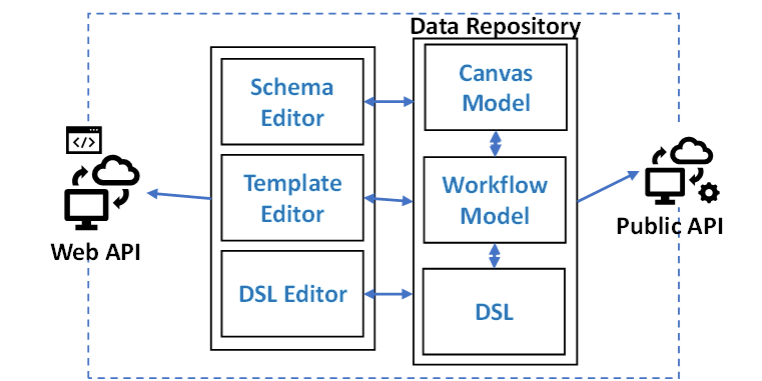 Data Repository
Schema
Editor
Template
Editor
DSL Editor
Canvas
Model
Workflow
Model
DSL
</>
Web API
Public API